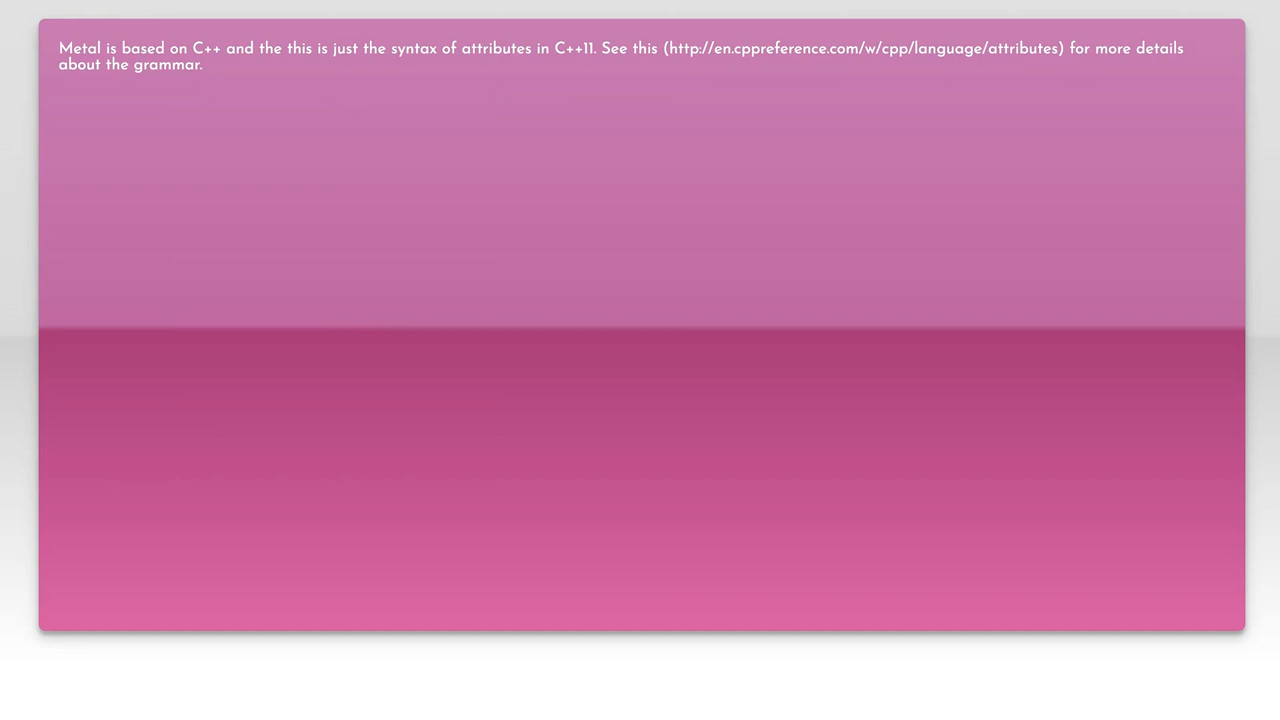 Metal is based on C++ and the this is just the syntax of attributes in C++11. See this (http://en.cppreference.com/w/cpp/language/attributes) for more details
about the grammar.